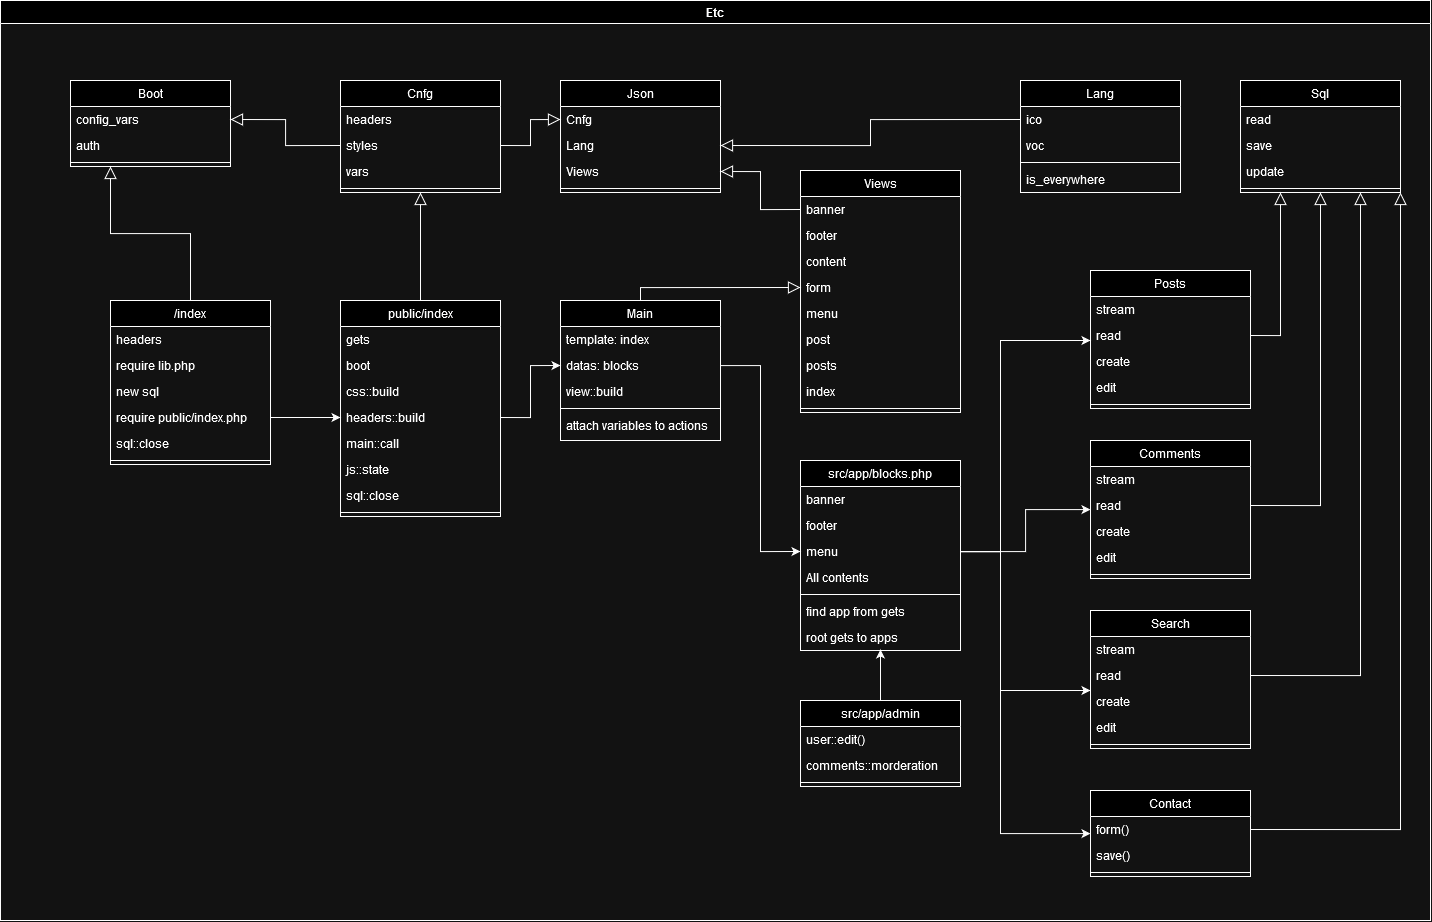 Etc
Boot
config_vars
auth
Cnfg
headers
styles
vars
Json
Cnfg
Lang
Views
Lang
ico
voc
is_everywhere
Sql
read
save
update
Views
banner
footer
content
form
menu
post
posts
index
/index
headers
require lib.php
new sql
require public/index.php
sql::close
public/index
gets
boot
css::build
headers::build
main::call
js::state
sql::close
Main
template: index
datas: blocks
view::build
attach variables to actions
src/app/blocks.php
banner
footer
menu
All contents
find app from gets
root gets to apps
src/app/admin
user::edit()
comments::morderation
Posts
stream
read
create
edit
Comments
stream
read
create
edit
Search
stream
read
create
edit
Contact
form()
save()